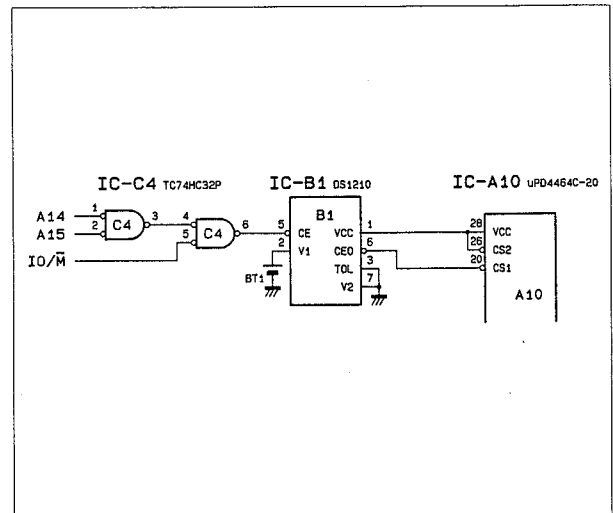 IC-C4 TC74HC32P
IC-B1 DS1210
IC-A10 uPD4464C-20
A14
A15
IO/M̅
1
2
C4
3
4
5
C4
6
B1
5
CE
2
V1
BT1
VCC
1
CEO
6
TOL
3
V2
7
28
VCC
26
CS2
20
CS1
A10